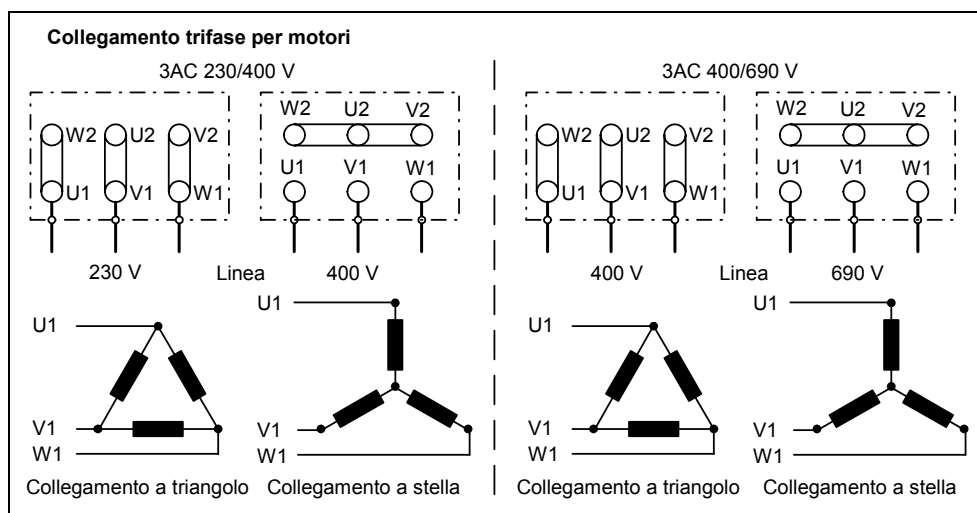 Collegamento trifase per motori
3AC 230/400 V
W2 U2 V2
U1 V1 W1
W2 U2 V2
U1 V1 W1
230 V Linea 400 V
U1
V1
W1
U1
V1
W1
Collegamento a triangolo Collegamento a stella
3AC 400/690 V
W2 U2 V2
U1 V1 W1
W2 U2 V2
U1 V1 W1
400 V Linea 690 V
U1
V1
W1
U1
V1
W1
Collegamento a triangolo Collegamento a stella